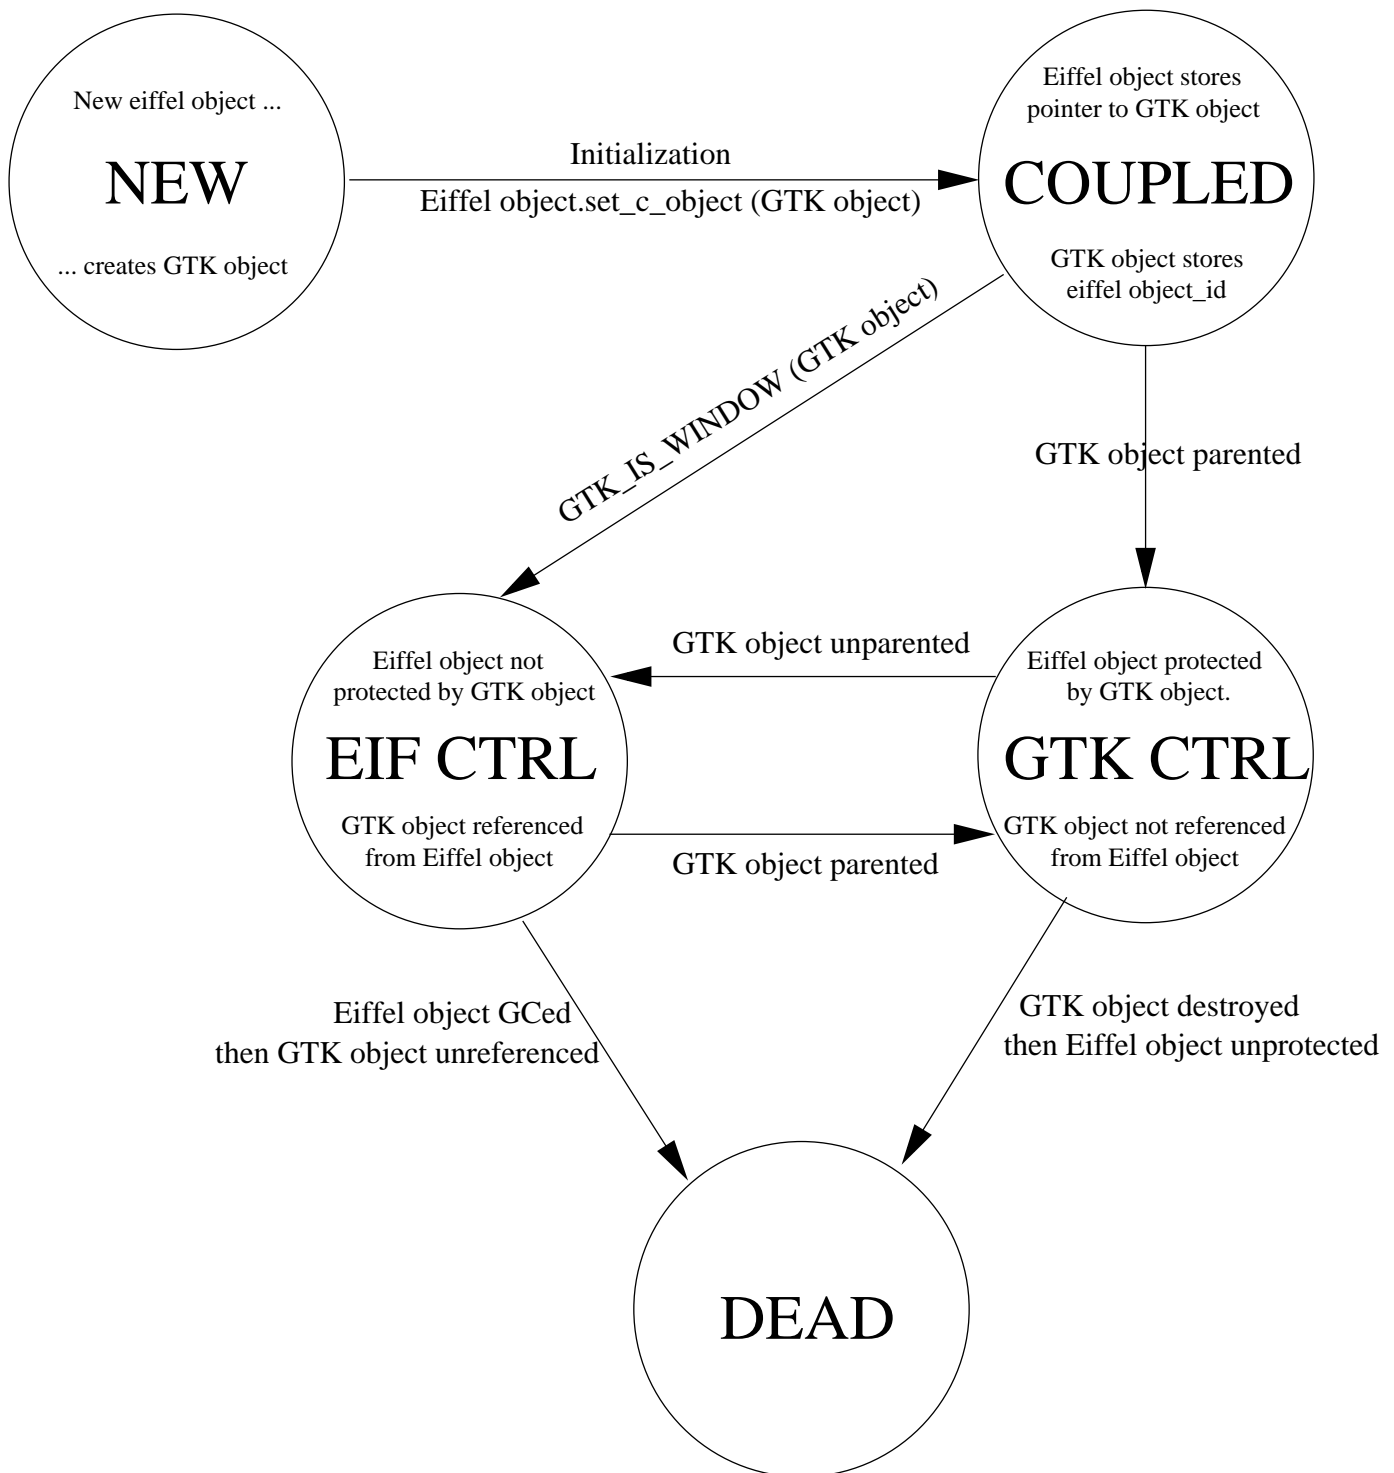 New eiffel object ...
NEW
... creates GTK object
Initialization
Eiffel object.set_c_object (GTK object)
Eiffel object stores
pointer to GTK object
COUPLED
GTK object stores
eiffel object_id
GTK_IS_WINDOW (GTK object)
GTK object parented
Eiffel object not
protected by GTK object
EIF CTRL
GTK object referenced
from Eiffel object
GTK object unparented
GTK object parented
Eiffel object protected
by GTK object.
GTK CTRL
GTK object not referenced
from Eiffel object
Eiffel object GCed
then GTK object unreferenced
GTK object destroyed
then Eiffel object unprotected
DEAD